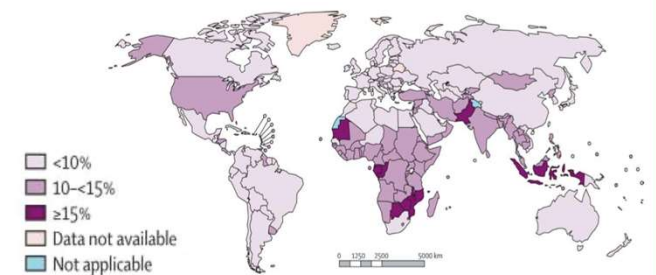 <10%
10–<15%
≥15%
Data not available
Not applicable
0 1250 2500 5000 km